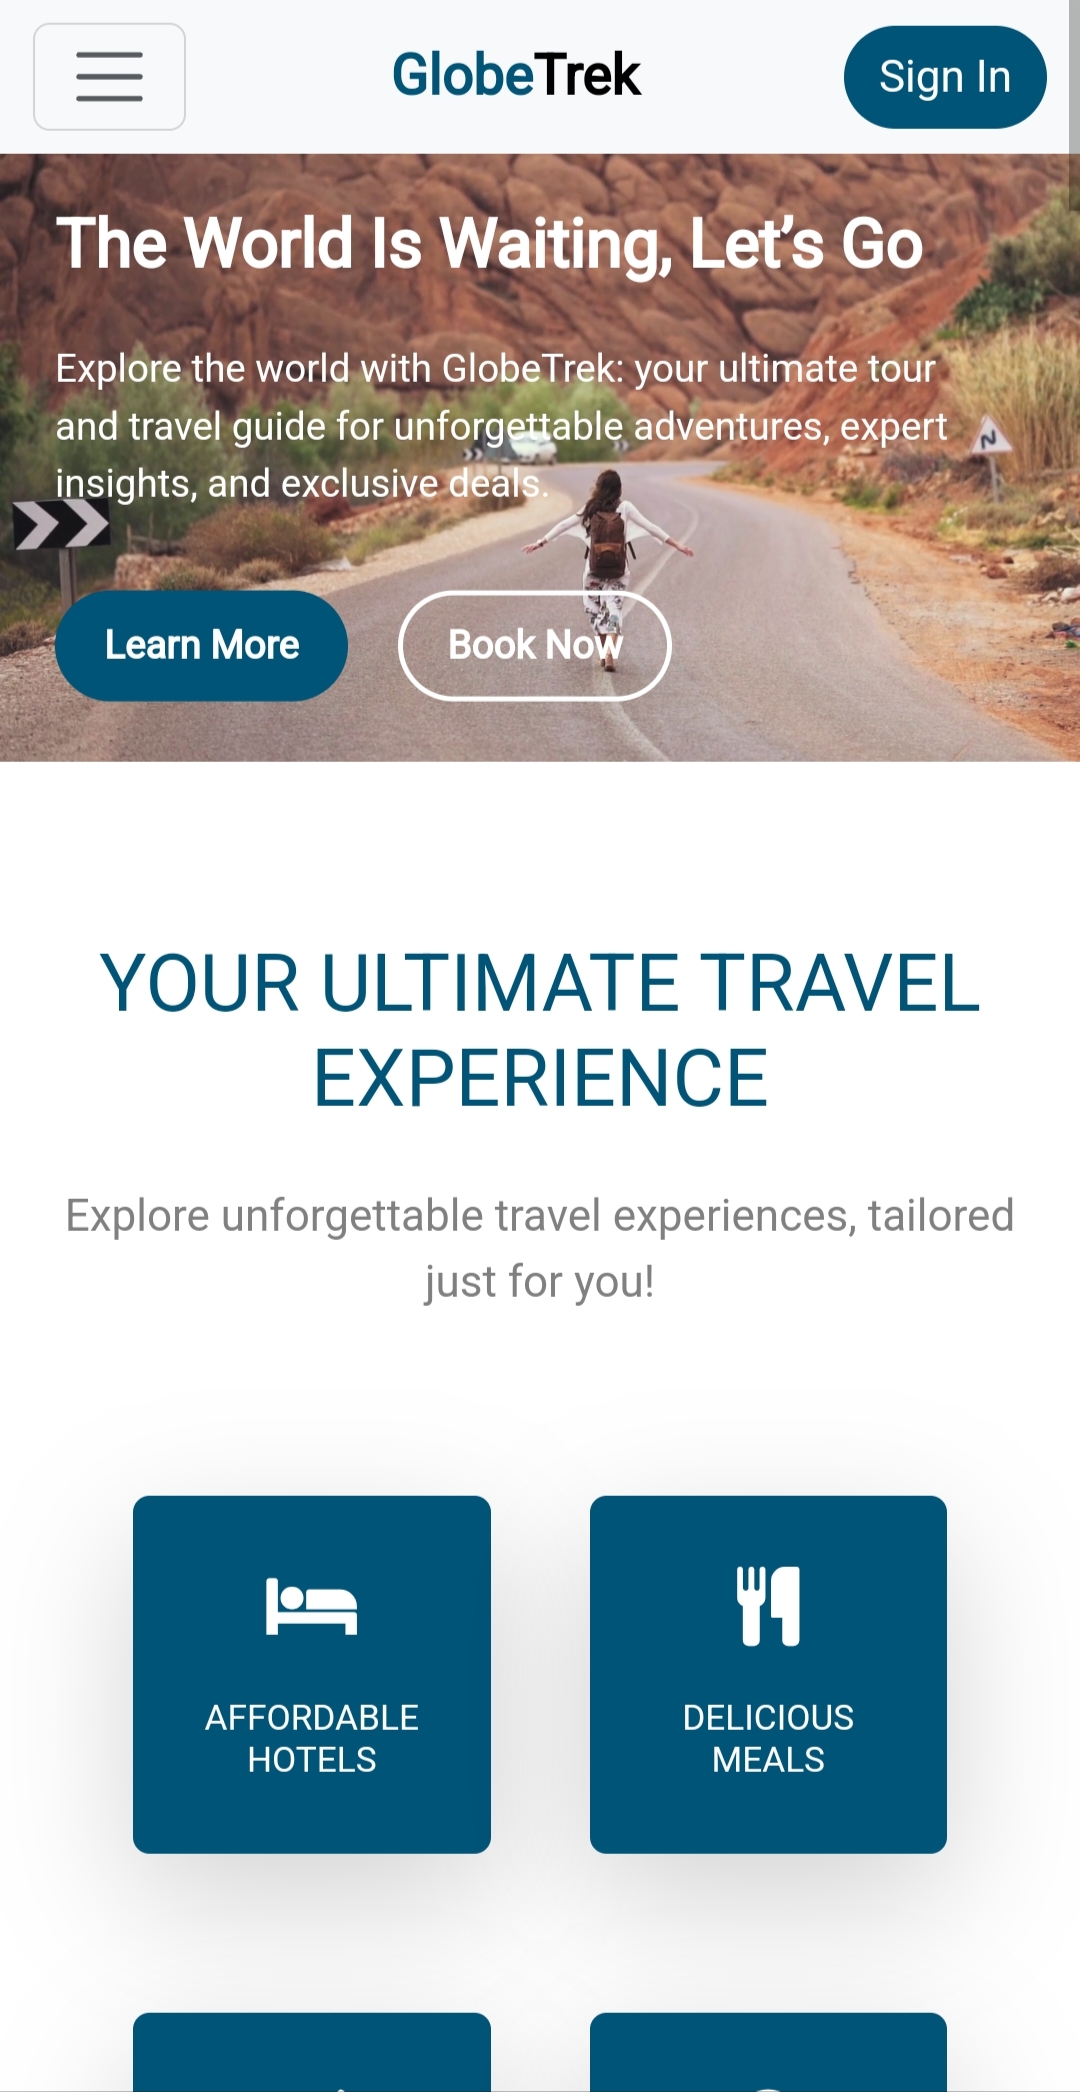 GlobeTrek
Sign In
The World Is Waiting, Let’s Go
Explore the world with GlobeTrek: your ultimate tour
and travel guide for unforgettable adventures, expert
insights, and exclusive deals.
Learn More
Book Now
YOUR ULTIMATE TRAVEL
EXPERIENCE
Explore unforgettable travel experiences, tailored
just for you!
AFFORDABLE
HOTELS
DELICIOUS
MEALS